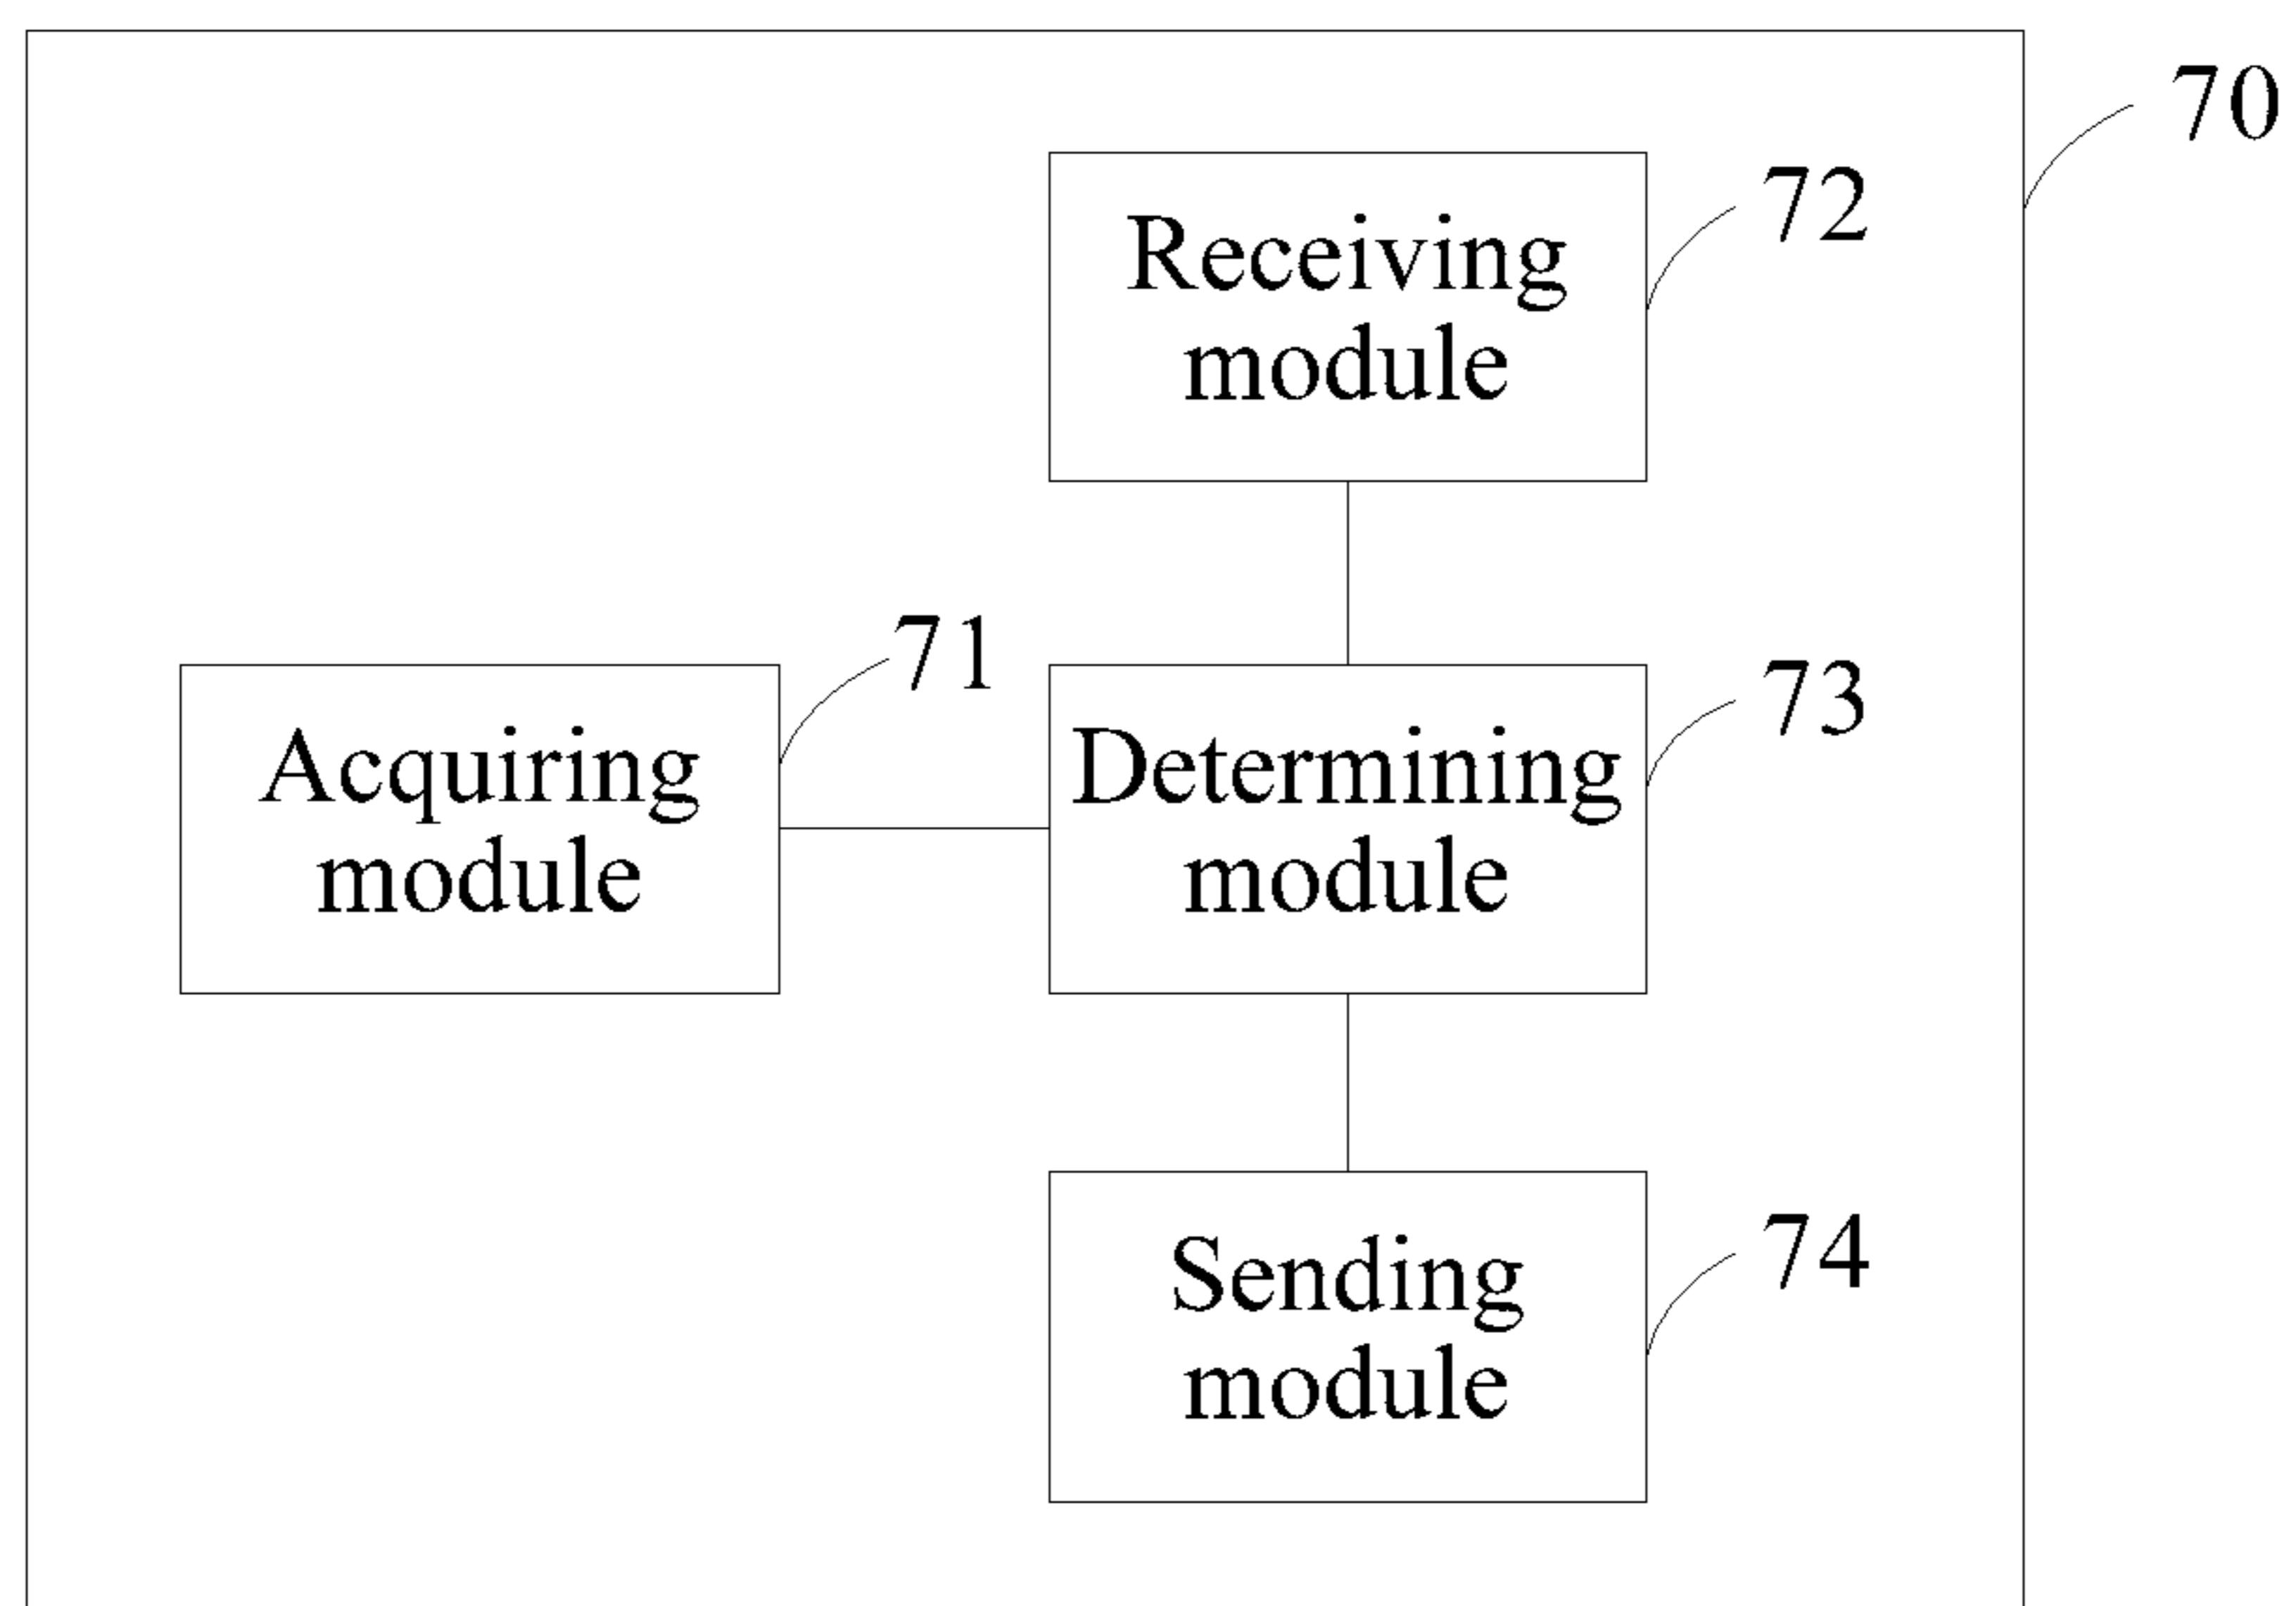 70
72
Receiving
module
71
73
Acquiring
module
Determining
module
74
Sending
module